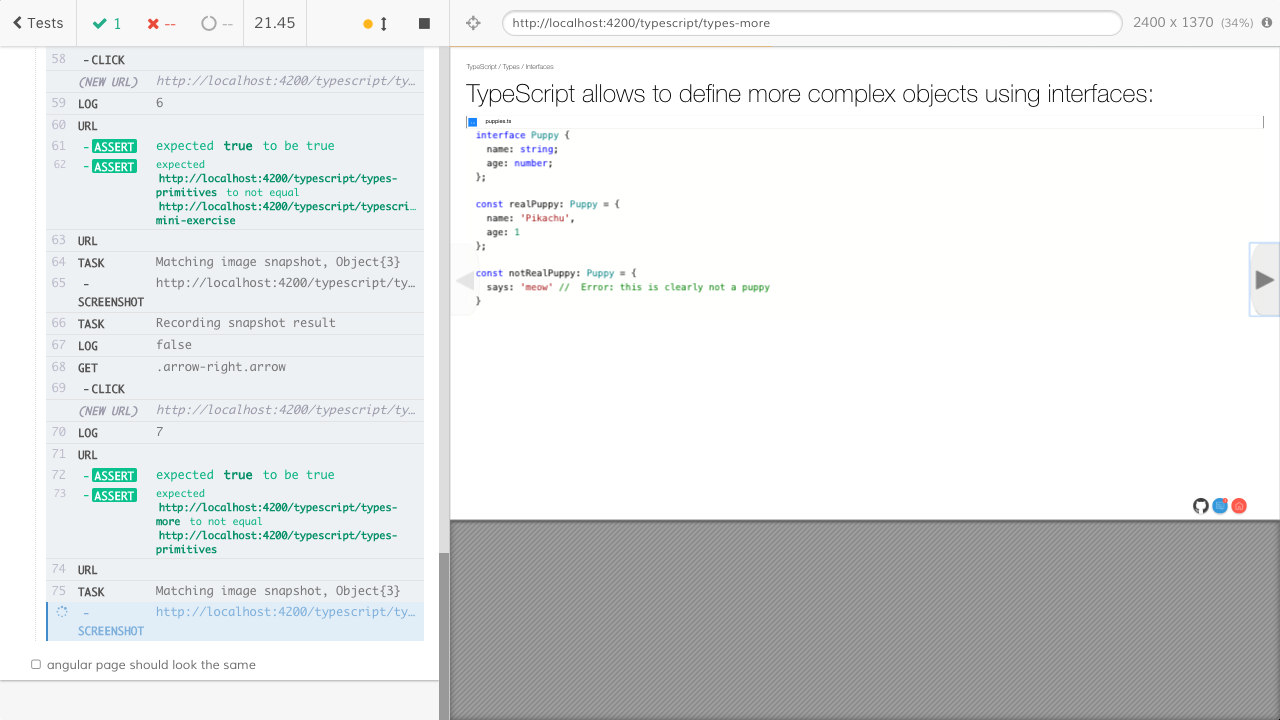 Tests
1
--
--
21.45
http://localhost:4200/typescript/types-more
2400 x 1370 (34%)
58 -CLICK
(NEW URL) http://localhost:4200/typescript/ty…
59 LOG 6
60 URL
61 -ASSERT expected true to be true
62 -ASSERT expected
http://localhost:4200/typescript/types-
primitives to not equal
http://localhost:4200/typescript/typescri…
mini-exercise
63 URL
64 TASK Matching image snapshot, Object{3}
65 - http://localhost:4200/typescript/ty…
SCREENSHOT
66 TASK Recording snapshot result
67 LOG false
68 GET .arrow-right.arrow
69 -CLICK
(NEW URL) http://localhost:4200/typescript/ty…
70 LOG 7
71 URL
72 -ASSERT expected true to be true
73 -ASSERT expected
http://localhost:4200/typescript/types-
more to not equal
http://localhost:4200/typescript/types-
primitives
74 URL
75 TASK Matching image snapshot, Object{3}
- http://localhost:4200/typescript/ty…
SCREENSHOT
angular page should look the same
TypeScript / Types / Interfaces
TypeScript allows to define more complex objects using interfaces:
puppies.ts
interface Puppy {
name: string;
age: number;
};
const realPuppy: Puppy = {
name: 'Pikachu',
age: 1
};
const notRealPuppy: Puppy = {
says: 'meow' // Error: this is clearly not a puppy
}